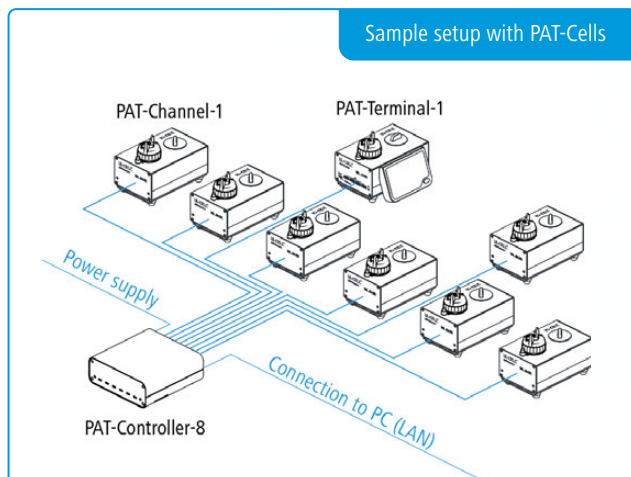 Sample setup with PAT-Cells
PAT-Channel-1
PAT-Terminal-1
Power supply
Connection to PC (LAN)
PAT-Controller-8